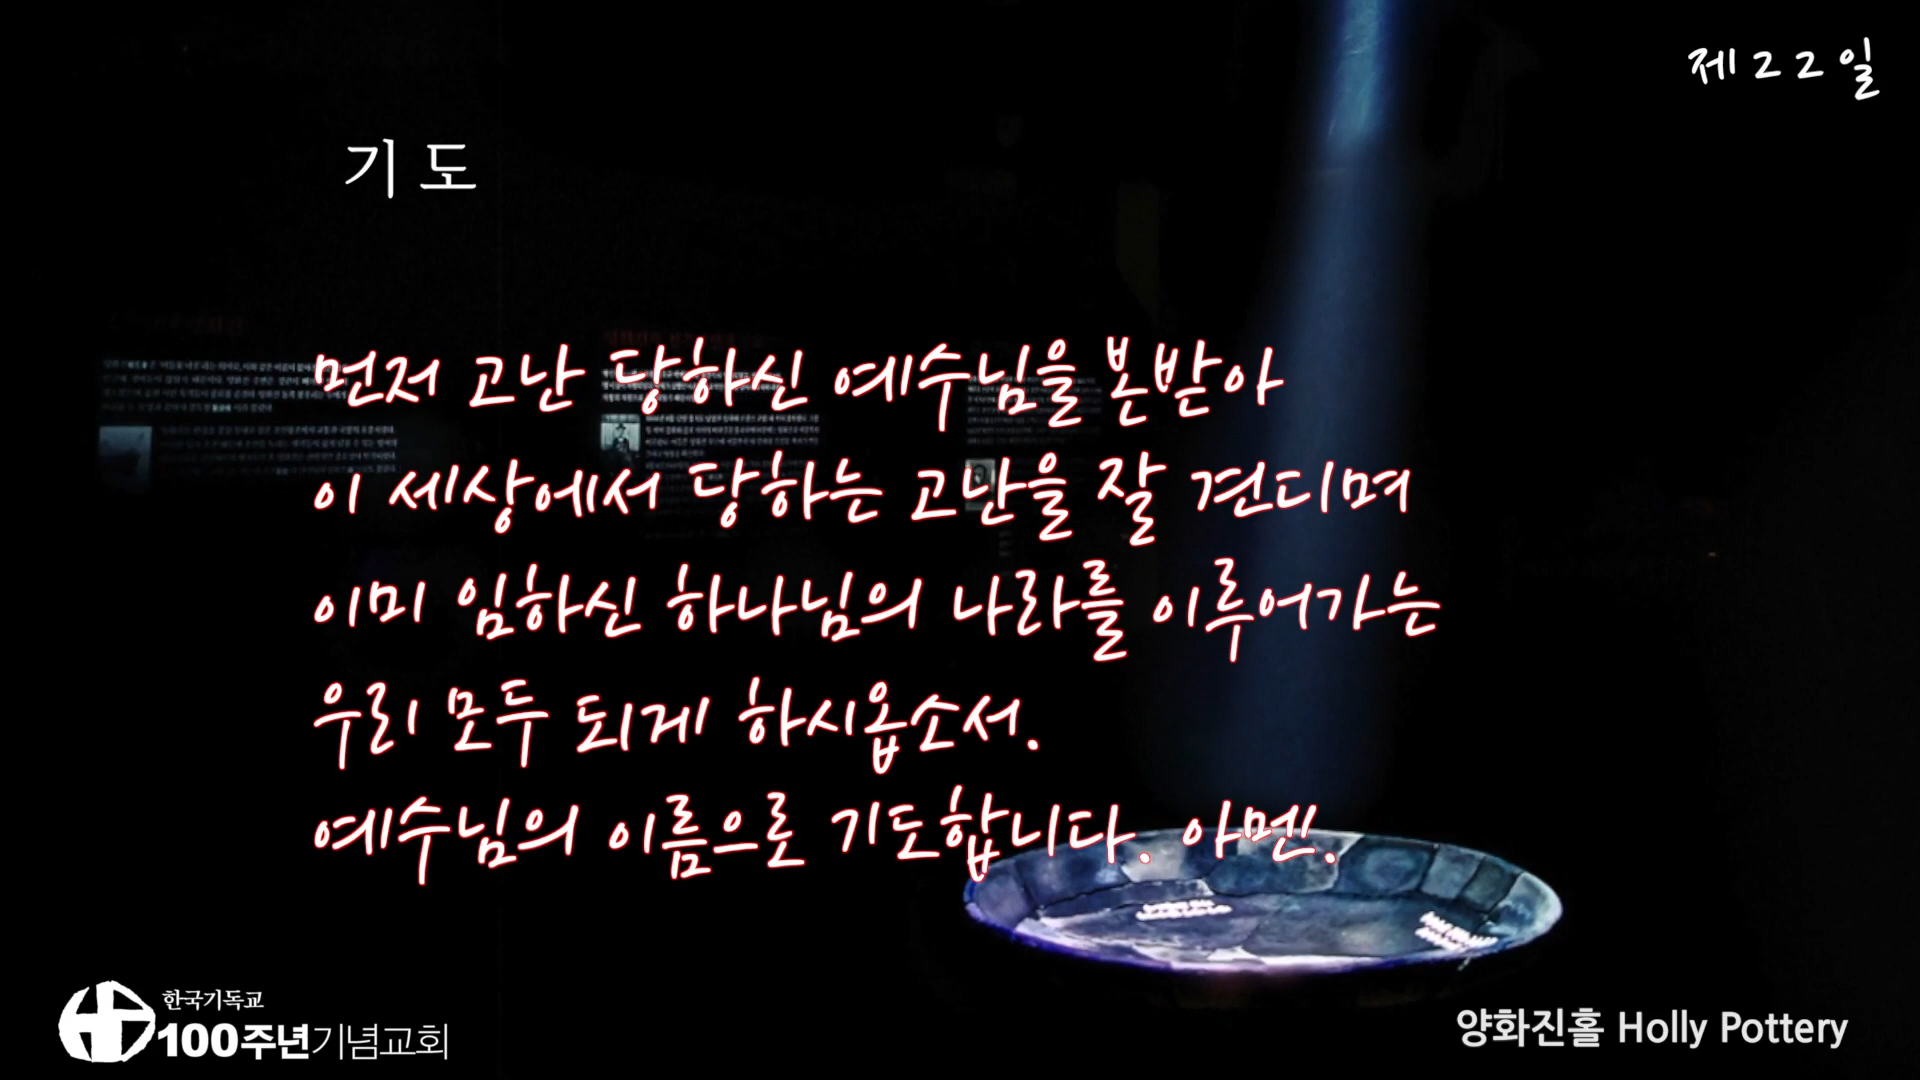 제22일
기도
먼저 고난 당하신 예수님을 본받아
이 세상에서 당하는 고난을 잘 견디며
이미 임하신 하나님의 나라를 이루어가는
우리 모두 되게 하시옵소서.
예수님의 이름으로 기도합니다. 아멘!.
한국기독교
100주년기념교회
양화진홀 Holly Pottery